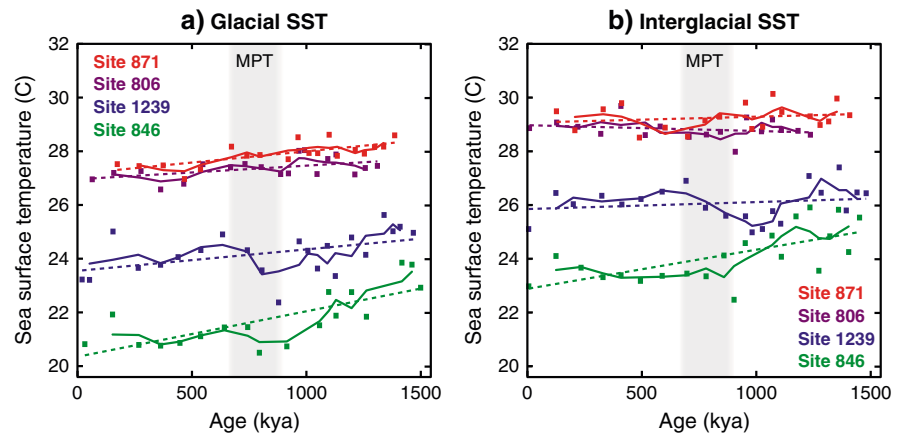 a) Glacial SST
32
30
28
26
24
22
20
Sea surface temperature (C)
Site 871
Site 806
Site 1239
Site 846
MPT
0
500
1000
1500
Age (kya)
b) Interglacial SST
32
30
28
26
24
22
20
Sea surface temperature (C)
MPT
Site 871
Site 806
Site 1239
Site 846
0
500
1000
1500
Age (kya)